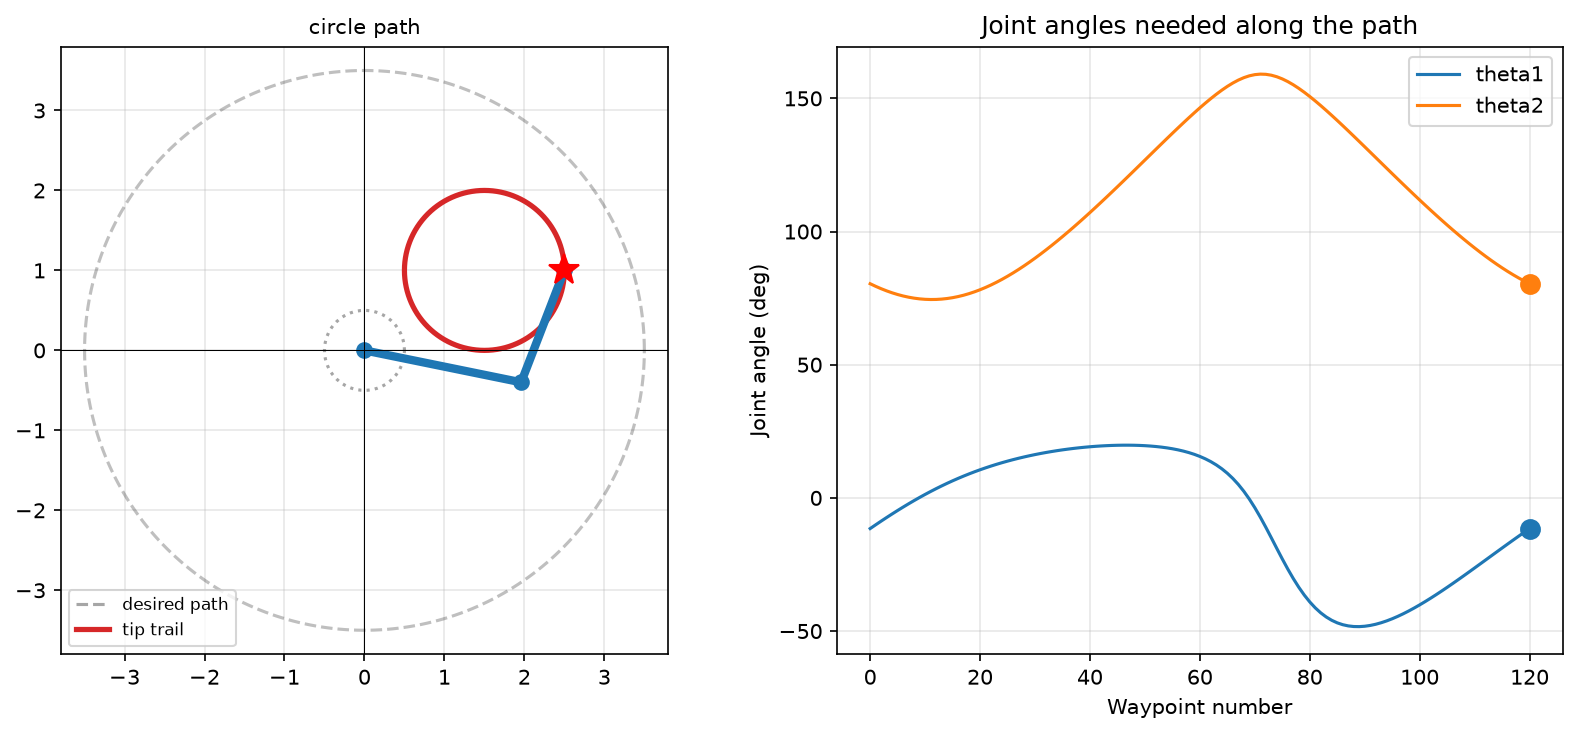 circle path
3
2
1
0
−1
−2
−3
−3 −2 −1 0 1 2 3
desired path
tip trail
Joint angles needed along the path
theta1
theta2
Joint angle (deg)
150
100
50
0
−50
0 20 40 60 80 100 120
Waypoint number